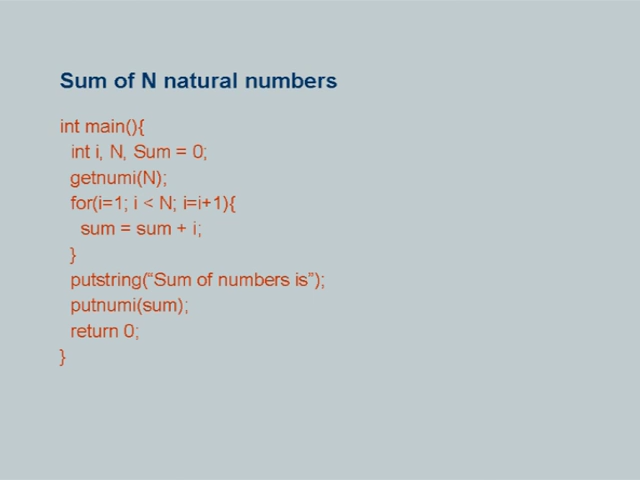 Sum of N natural numbers
int main(){
int i, N, Sum = 0;
getnumi(N);
for(i=1; i < N; i=i+1){
sum = sum + i;
}
putstring(“Sum of numbers is”);
putnumi(sum);
return 0;
}